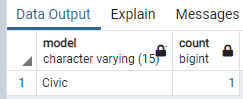 Data Output Explain Messages
model count
character varying (15) bigint
1 Civic 1